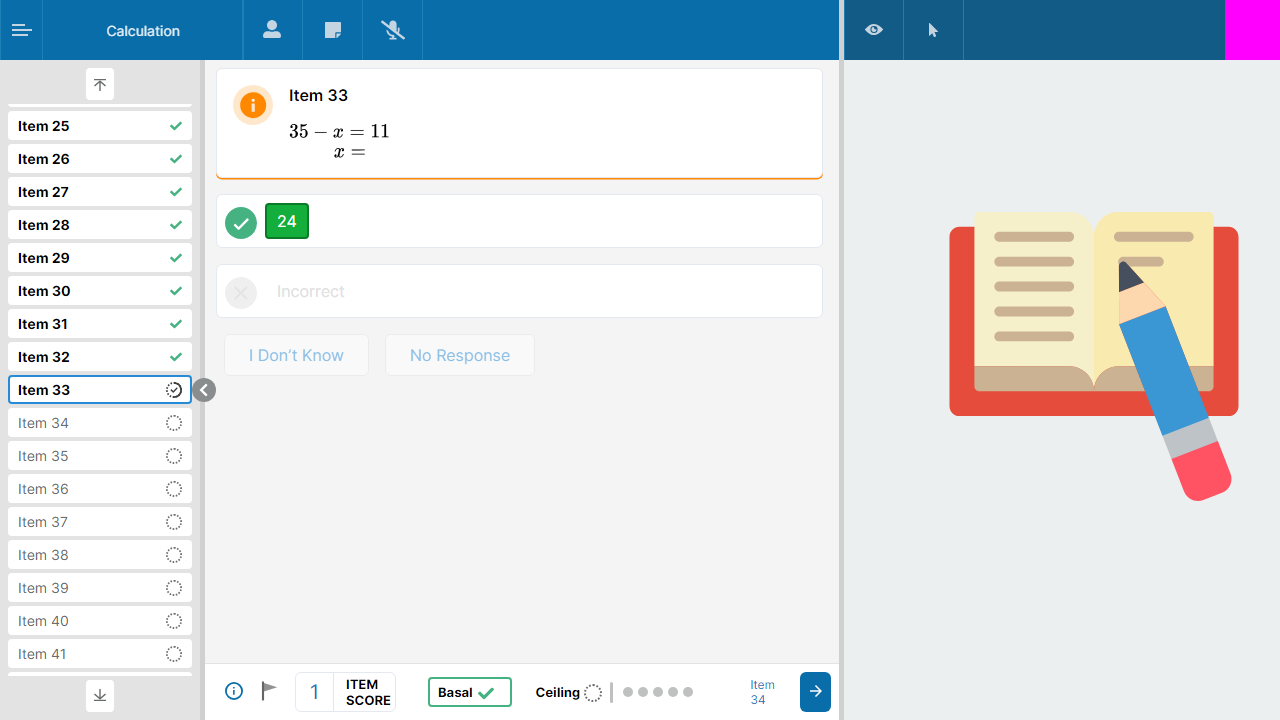 Calculation
Item 25
Item 26
Item 27
Item 28
Item 29
Item 30
Item 31
Item 32
Item 33
Item 34
Item 35
Item 36
Item 37
Item 38
Item 39
Item 40
Item 41
Item 33
35 − x = 11
x =
24
Incorrect
I Don’t Know
No Response
1
ITEM
SCORE
Basal
Ceiling
Item
34